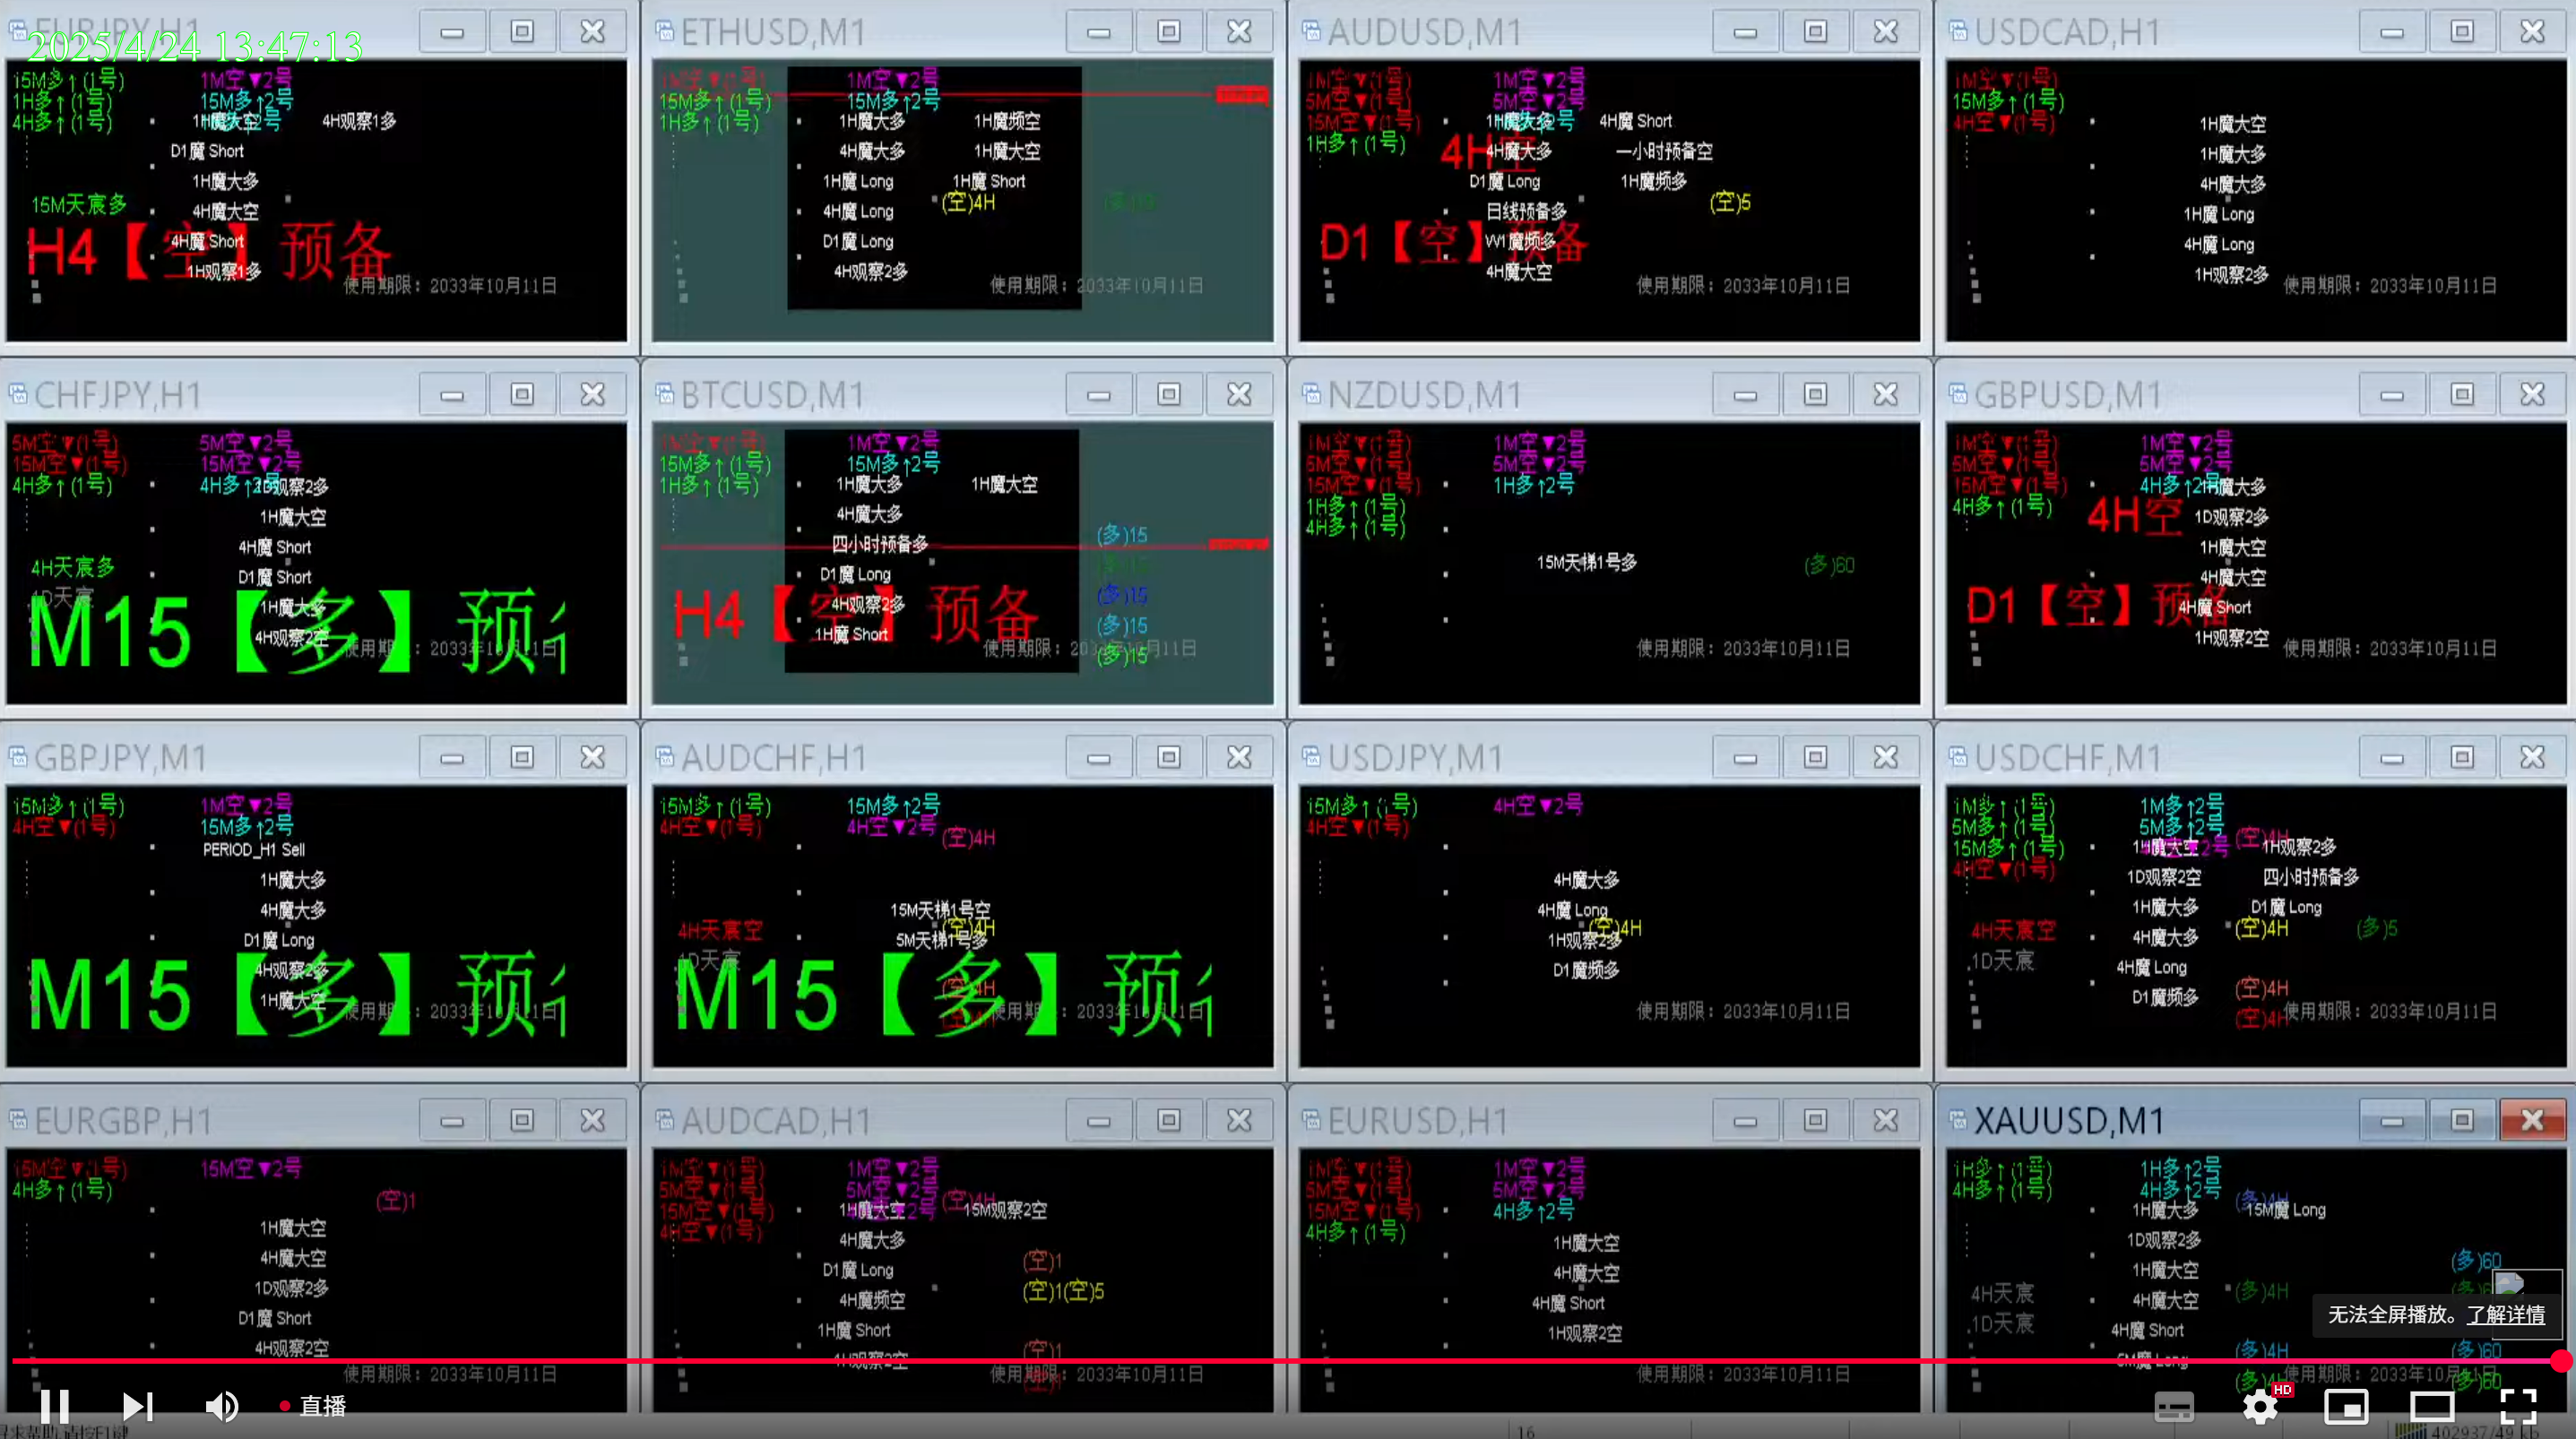 EURJPY,H1
2025/4/24 13:47:13
15M多↑(1号)
1H多↑(1号)
4H多↑(1号)
1M空▼2号
15M多↑2号
1H魔大空
4H观察1多
D1魔 Short
1H魔大多
15M天宸多
4H魔大空
4H魔 Short
H4【空】预备
1H观察1多
使用期限：2033年10月11日
ETHUSD,M1
1M空▼(1号)
15M多↑(1号)
1H多↑(1号)
1M空▼2号
15M多↑2号
1H魔大多
1H魔频空
4H魔大多
1H魔大空
1H魔 Long
1H魔 Short
(空)4H
4H魔 Long
D1魔 Long
4H观察2多
使用期限：2033年10月11日
AUDUSD,M1
1M空▼(1号)
5M空▼(1号)
15M空▼(1号)
1H多↑(1号)
1M空▼2号
5M空▼2号
1H魔大多
4H魔 Short
4H空
4H魔大多
一小时预备空
D1魔 Long
1H魔频多
(空)5
日线预备多
D1【空】预备
W1魔频多
4H魔大空
使用期限：2033年10月11日
USDCAD,H1
1M空▼(1号)
15M多↑(1号)
4H空▼(1号)
1H魔大空
1H魔大多
4H魔大多
1H魔 Long
4H魔 Long
1H观察2多
使用期限：2033年10月11日
CHFJPY,H1
5M空▼(1号)
15M空▼(1号)
4H多↑(1号)
5M空▼2号
15M空▼2号
4H多↑2号
1D观察2多
1H魔大空
4H魔 Short
4H天宸多
D1魔 Short
1D天宸
1H魔大多
M15【多】预
4H观察2空
使用期限：2033年10月11日
BTCUSD,M1
1M空▼(1号)
15M多↑(1号)
1H多↑(1号)
1M空▼2号
15M多↑2号
1H魔大多
1H魔大空
4H魔大多
(多)15
四小时预备多
D1魔 Long
(多)15
4H观察2多
H4【空】预备
(多)15
1H魔 Short
(多)15
使用期限：2033年10月11日
NZDUSD,M1
1M空▼(1号)
5M空▼(1号)
15M空▼(1号)
1H多↑(1号)
4H多↑(1号)
1M空▼2号
5M空▼2号
1H多↑2号
15M天梯1号多
(多)60
使用期限：2033年10月11日
GBPUSD,M1
1M空▼(1号)
5M空▼(1号)
15M空▼(1号)
4H多↑(1号)
1M空▼2号
5M空▼2号
4H多↑2号
1H魔大多
4H空
1D观察2多
1H魔大空
4H魔大空
D1【空】预备
4H魔 Short
1H观察2空
使用期限：2033年10月11日
GBPJPY,M1
15M多↑(1号)
4H空▼(1号)
1M空▼2号
15M多↑2号
PERIOD_H1 Sell
1H魔大多
4H魔大多
D1魔 Long
4H观察2多
M15【多】预
1H魔大空
使用期限：2033年10月11日
AUDCHF,H1
15M多↑(1号)
4H空▼(1号)
15M多↑2号
4H空▼2号
(空)4H
15M天梯1号空
4H天宸空
(空)4H
5M天梯1号多
1D天宸
M15【多】预
(空)4H
(空)4H
使用期限：2033年10月11日
USDJPY,M1
15M多↑(1号)
4H空▼(1号)
4H空▼2号
4H魔大多
4H魔 Long
(空)4H
1H观察2多
D1魔频多
使用期限：2033年10月11日
USDCHF,M1
1M多↑(1号)
5M多↑(1号)
15M多↑(1号)
4H空▼(1号)
1M多↑2号
5M多↑2号
4H空▼2号
(空)4H
1H魔大空
1H观察2多
1D观察2空
四小时预备多
1H魔大多
D1魔 Long
4H天宸空
4H魔大多
(空)4H
(多)5
1D天宸
4H魔 Long
(空)4H
D1魔频多
(空)4H
使用期限：2033年10月11日
EURGBP,H1
15M空▼(1号)
4H多↑(1号)
15M空▼2号
(空)1
1H魔大空
4H魔大空
1D观察2多
D1魔 Short
4H观察2空
使用期限：2033年10月11日
AUDCAD,H1
1M空▼(1号)
5M空▼(1号)
15M空▼(1号)
4H空▼(1号)
1M空▼2号
5M空▼2号
(空)4H
1H魔大空
15M观察2空
4H魔大多
(空)1
D1魔 Long
(空)1(空)5
4H魔频空
1H魔 Short
(空)1
1H观察2空
使用期限：2033年10月11日
EURUSD,H1
1M空▼(1号)
5M空▼(1号)
15M空▼(1号)
4H多↑(1号)
1M空▼2号
5M空▼2号
4H多↑2号
1H魔大空
4H魔大空
4H魔 Short
1H观察2空
使用期限：2033年10月11日
XAUUSD,M1
1H多↑(1号)
4H多↑(1号)
1H多↑2号
4H多↑2号
(多)4H
1H魔大多
15M魔 Long
1D观察2多
(多)60
1H魔大空
4H天宸
(多)4H
4H魔大空
1D天宸
4H魔 Short
(多)4H
(多)60
5M魔 Long
(多)4H
(多)60
使用期限：2033年10月11日
无法全屏播放。了解详情
直播
HD
16
402937/49 kb